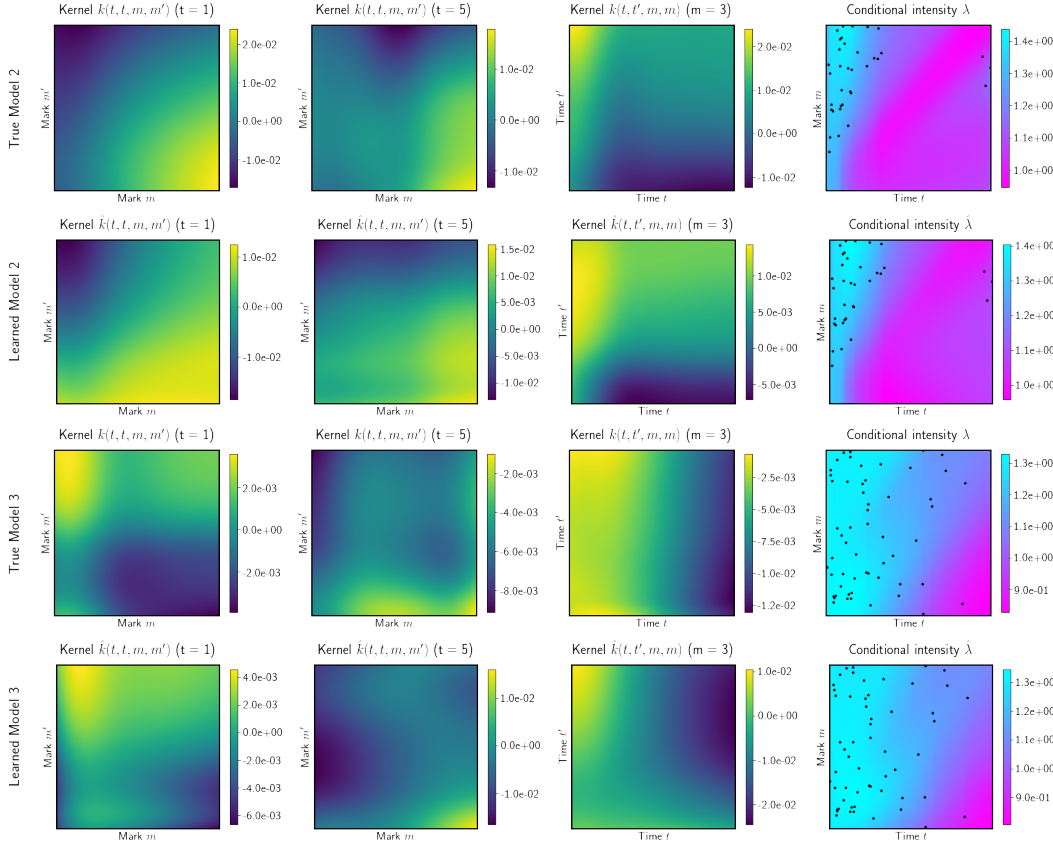 Kernel k(t, t, m, m′) (t = 1)
Kernel k(t, t, m, m′) (t = 5)
Kernel k(t, t′, m, m) (m = 3)
Conditional intensity λ
True Model 2
Mark m′
Mark m
2.0e-02
1.0e-02
0.0e+00
-1.0e-02
Mark m
1.0e-02
0.0e+00
-1.0e-02
Time t′
Time t
2.0e-02
1.0e-02
0.0e+00
-1.0e-02
Mark m
Time t
1.4e+00
1.3e+00
1.2e+00
1.1e+00
1.0e+00
Kernel k̂(t, t, m, m′) (t = 1)
Kernel k̂(t, t, m, m′) (t = 5)
Kernel k̂(t, t′, m, m) (m = 3)
Conditional intensity λ̂
Learned Model 2
Mark m′
Mark m
1.0e-02
0.0e+00
-1.0e-02
Mark m′
Mark m
1.5e-02
1.0e-02
5.0e-03
0.0e+00
-5.0e-03
-1.0e-02
Time t′
Time t
1.0e-02
5.0e-03
0.0e+00
-5.0e-03
Mark m
Time t
1.4e+00
1.3e+00
1.2e+00
1.1e+00
1.0e+00
Kernel k(t, t, m, m′) (t = 1)
Kernel k(t, t, m, m′) (t = 5)
Kernel k(t, t′, m, m) (m = 3)
Conditional intensity λ
True Model 3
Mark m′
Mark m
2.0e-03
0.0e+00
-2.0e-03
Mark m′
Mark m
-2.0e-03
-4.0e-03
-6.0e-03
-8.0e-03
Time t′
Time t
-2.5e-03
-5.0e-03
-7.5e-03
-1.0e-02
-1.2e-02
Mark m
Time t
1.3e+00
1.2e+00
1.1e+00
1.0e+00
9.0e-01
Kernel k̂(t, t, m, m′) (t = 1)
Kernel k̂(t, t, m, m′) (t = 5)
Kernel k̂(t, t′, m, m) (m = 3)
Conditional intensity λ̂
Learned Model 3
Mark m′
Mark m
4.0e-03
2.0e-03
0.0e+00
-2.0e-03
-4.0e-03
-6.0e-03
Mark m′
Mark m
1.0e-02
0.0e+00
-1.0e-02
Time t′
Time t
1.0e-02
0.0e+00
-1.0e-02
-2.0e-02
Mark m
Time t
1.3e+00
1.2e+00
1.1e+00
1.0e+00
9.0e-01